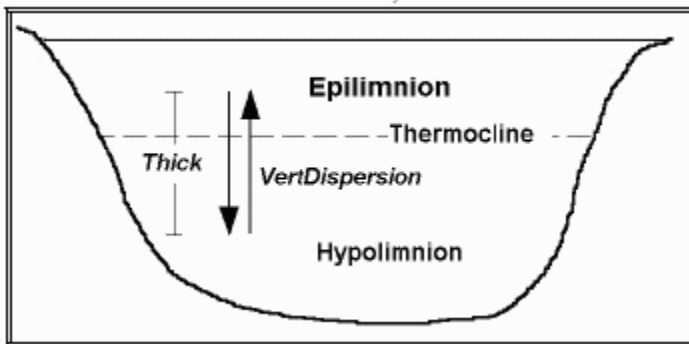 Epilimnion
Thermocline
Thick
VertDispersion
Hypolimnion